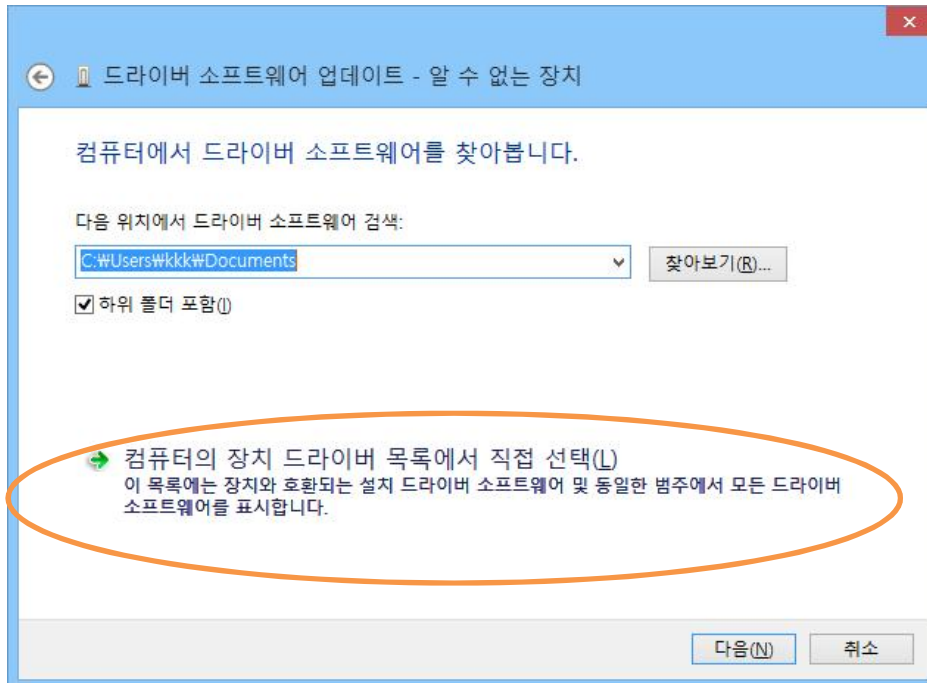 드라이버 소프트웨어 업데이트 - 알 수 없는 장치
컴퓨터에서 드라이버 소프트웨어를 찾아봅니다.
다음 위치에서 드라이버 소프트웨어 검색:
C:₩Users₩kkk₩Documents
찾아보기(R)...
하위 폴더 포함(I)
컴퓨터의 장치 드라이버 목록에서 직접 선택(L)
이 목록에는 장치와 호환되는 설치 드라이버 소프트웨어 및 동일한 범주에서 모든 드라이버
소프트웨어를 표시합니다.
다음(N)
취소